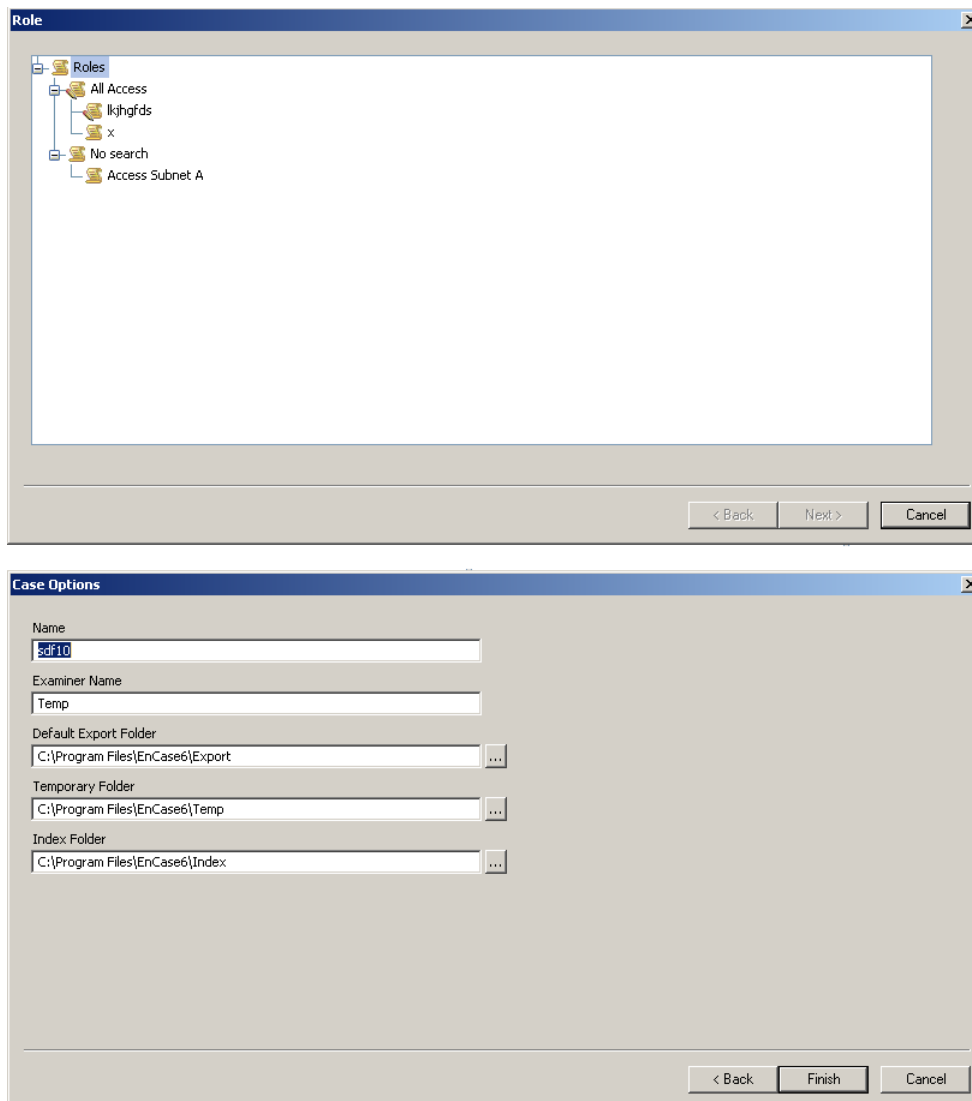 Role
Roles
All Access
lkjhgfds
x
No search
Access Subnet A
< Back Next > Cancel
Case Options
Name
sdf10
Examiner Name
Temp
Default Export Folder
C:\Program Files\EnCase6\Export ...
Temporary Folder
C:\Program Files\EnCase6\Temp ...
Index Folder
C:\Program Files\EnCase6\Index ...
< Back Finish Cancel